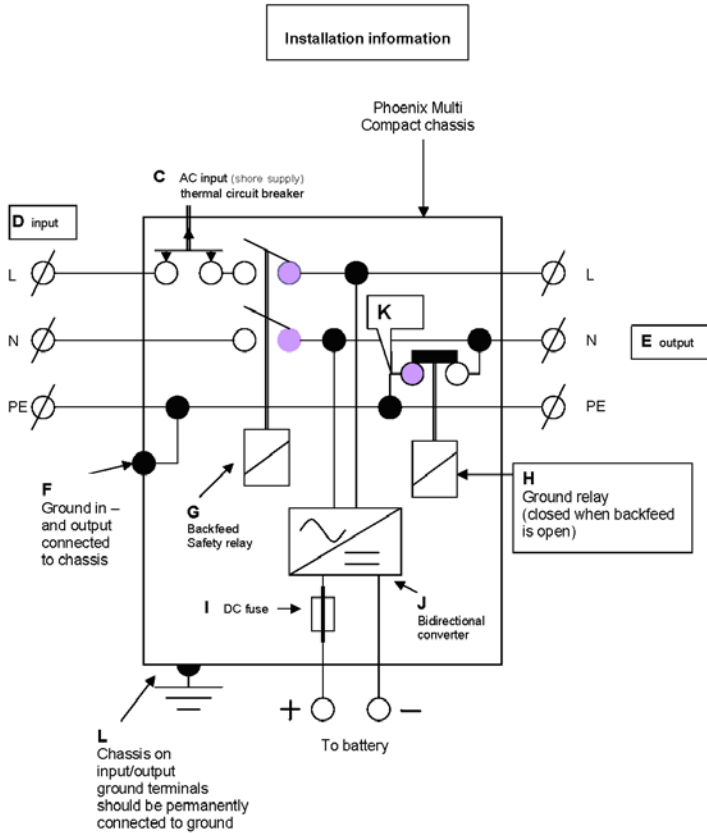 Installation information
Phoenix Multi
Compact chassis
C AC input (shore supply)
thermal circuit breaker
D input
L
L
K
N
N
E output
PE
PE
F
Ground in –
and output
connected
to chassis
G
Backfeed
Safety relay
H
Ground relay
(closed when backfeed
is open)
I DC fuse
J
Bidirectional
converter
+
–
To battery
L
Chassis on
input/output
ground terminals
should be permanently
connected to ground